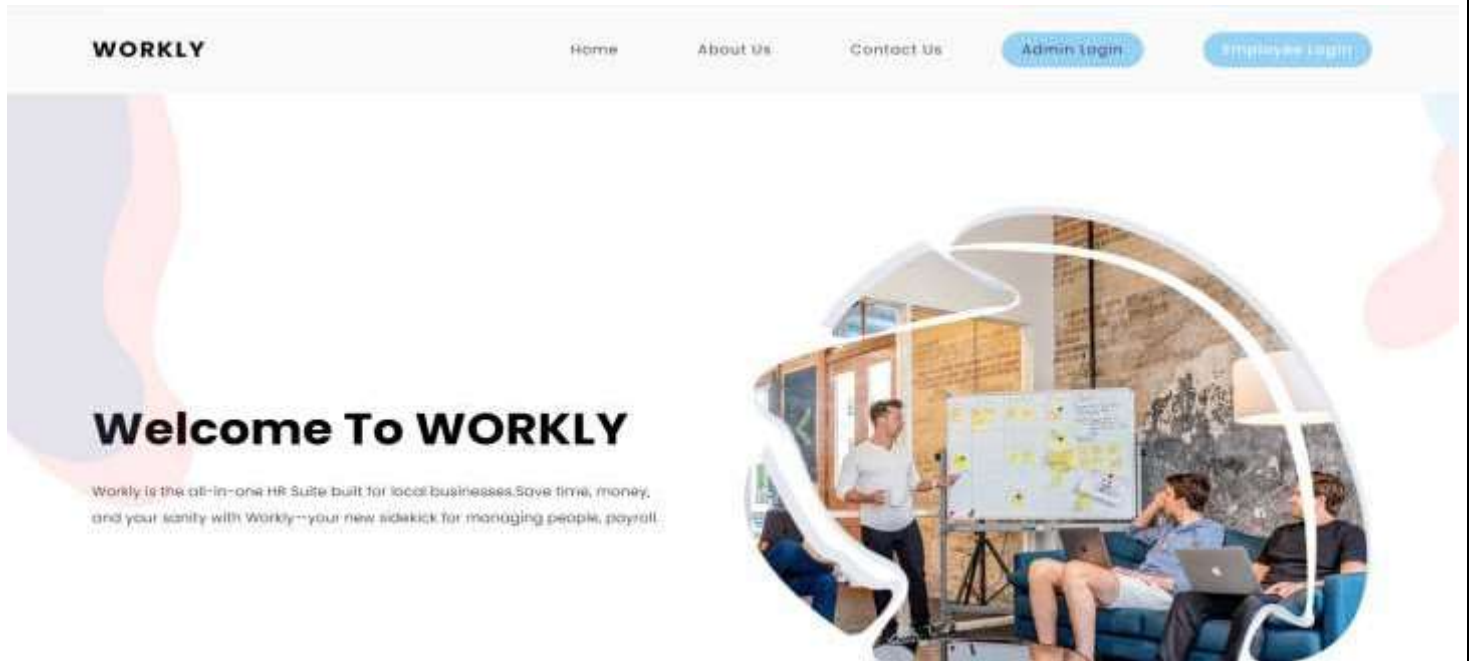 WORKLY
Home
About Us
Contact Us
Admin Login
Employee Login
Welcome To WORKLY
Workly is the all-in-one HR Suite built for local businesses.Save time, money,
and your sanity with Workly—your new sidekick for managing people, payroll